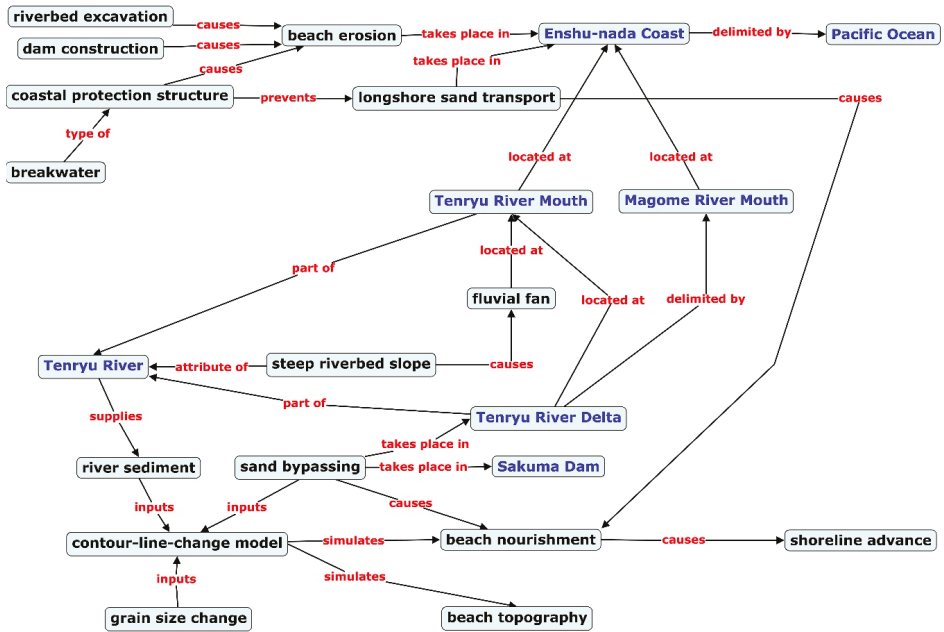 riverbed excavation
causes
dam construction
causes
beach erosion
takes place in
Enshu-nada Coast
delimited by
Pacific Ocean
causes
takes place in
coastal protection structure
prevents
longshore sand transport
causes
type of
breakwater
located at
located at
Tenryu River Mouth
Magome River Mouth
part of
located at
fluvial fan
located at
delimited by
Tenryu River
attribute of
steep riverbed slope
causes
part of
supplies
Tenryu River Delta
takes place in
river sediment
sand bypassing
takes place in
Sakuma Dam
inputs
inputs
causes
contour-line-change model
simulates
beach nourishment
causes
shoreline advance
inputs
simulates
grain size change
beach topography